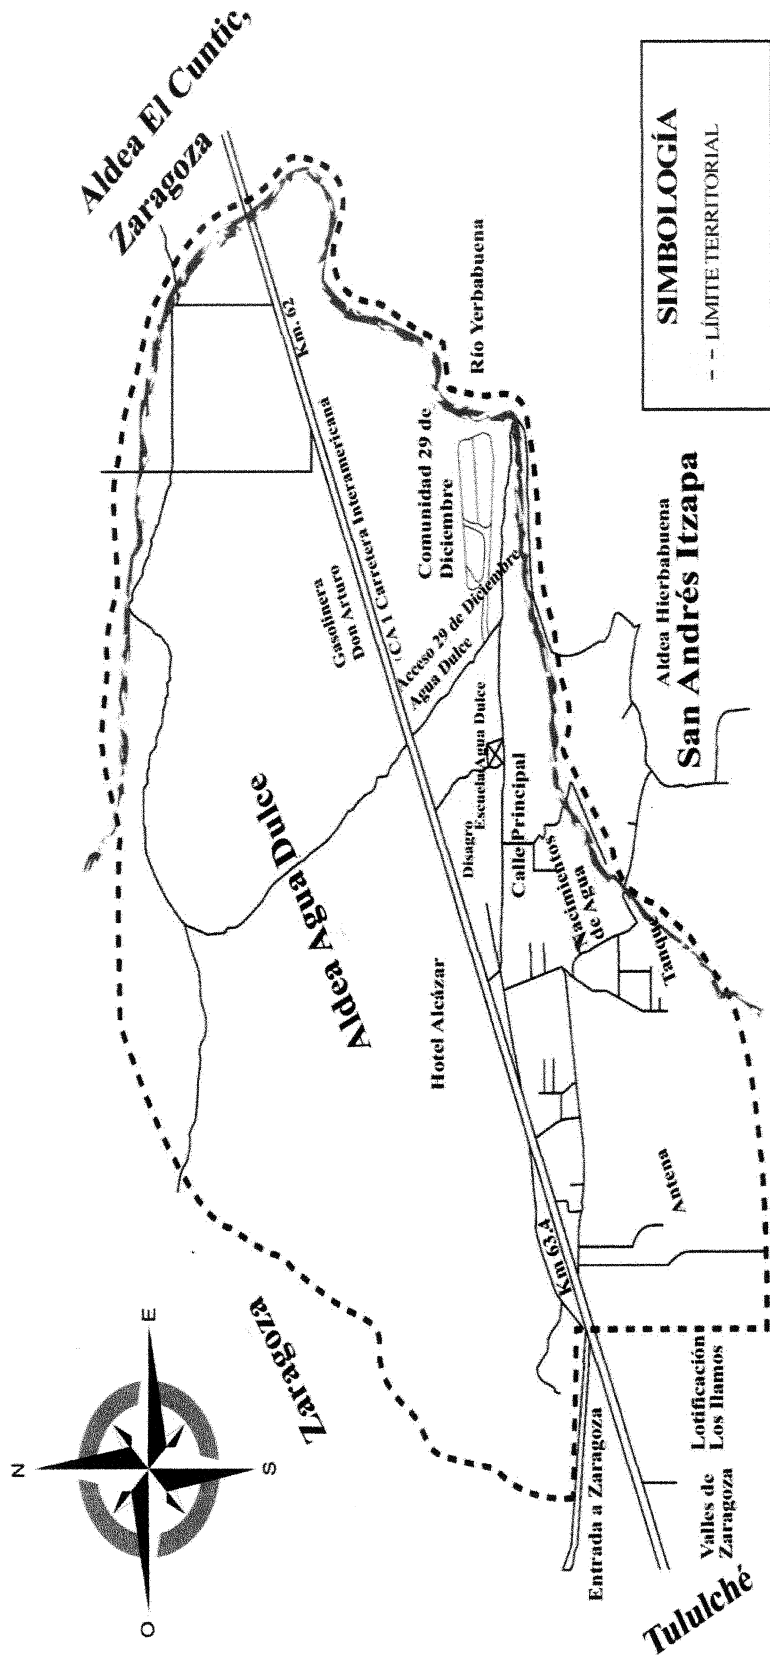 Aldea El Cuntic,
Zaragoza
N
E
S
O
Zaragoza
Km. 62
CA 1 Carretera Interamericana
Gasolinera
Don Arturo
Aldea Agua Dulce
Acceso 29 de Diciembre
Agua Dulce
Comunidad 29 de
Diciembre
Río Yerbabuena
Hotel Alcázar
Disagro
Escuela Agua Dulce
Calle Principal
Nacimientos
de Agua
Tanque
Aldea Hierbabuena
San Andrés Itzapa
Km 63.4
Antena
Entrada a Zaragoza
Lotificación
Los Ilamos
Valles de
Zaragoza
Tululché
SIMBOLOGÍA
- - LÍMITE TERRITORIAL